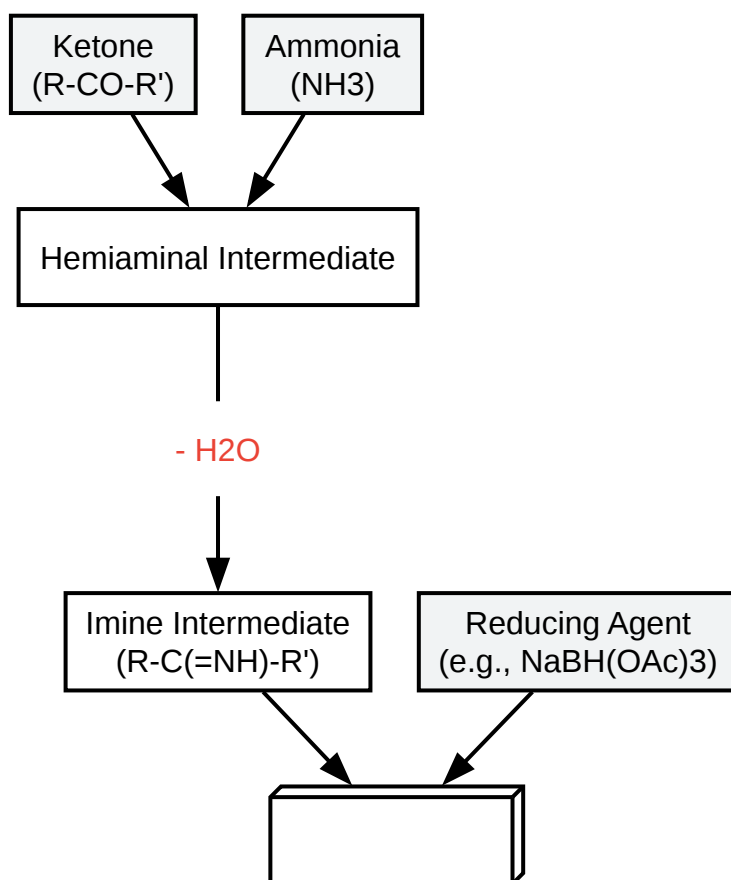 Ketone
(R-CO-R')
Ammonia
(NH3)
Hemiaminal Intermediate
- H2O
Imine Intermediate
(R-C(=NH)-R')
Reducing Agent
(e.g., NaBH(OAc)3)